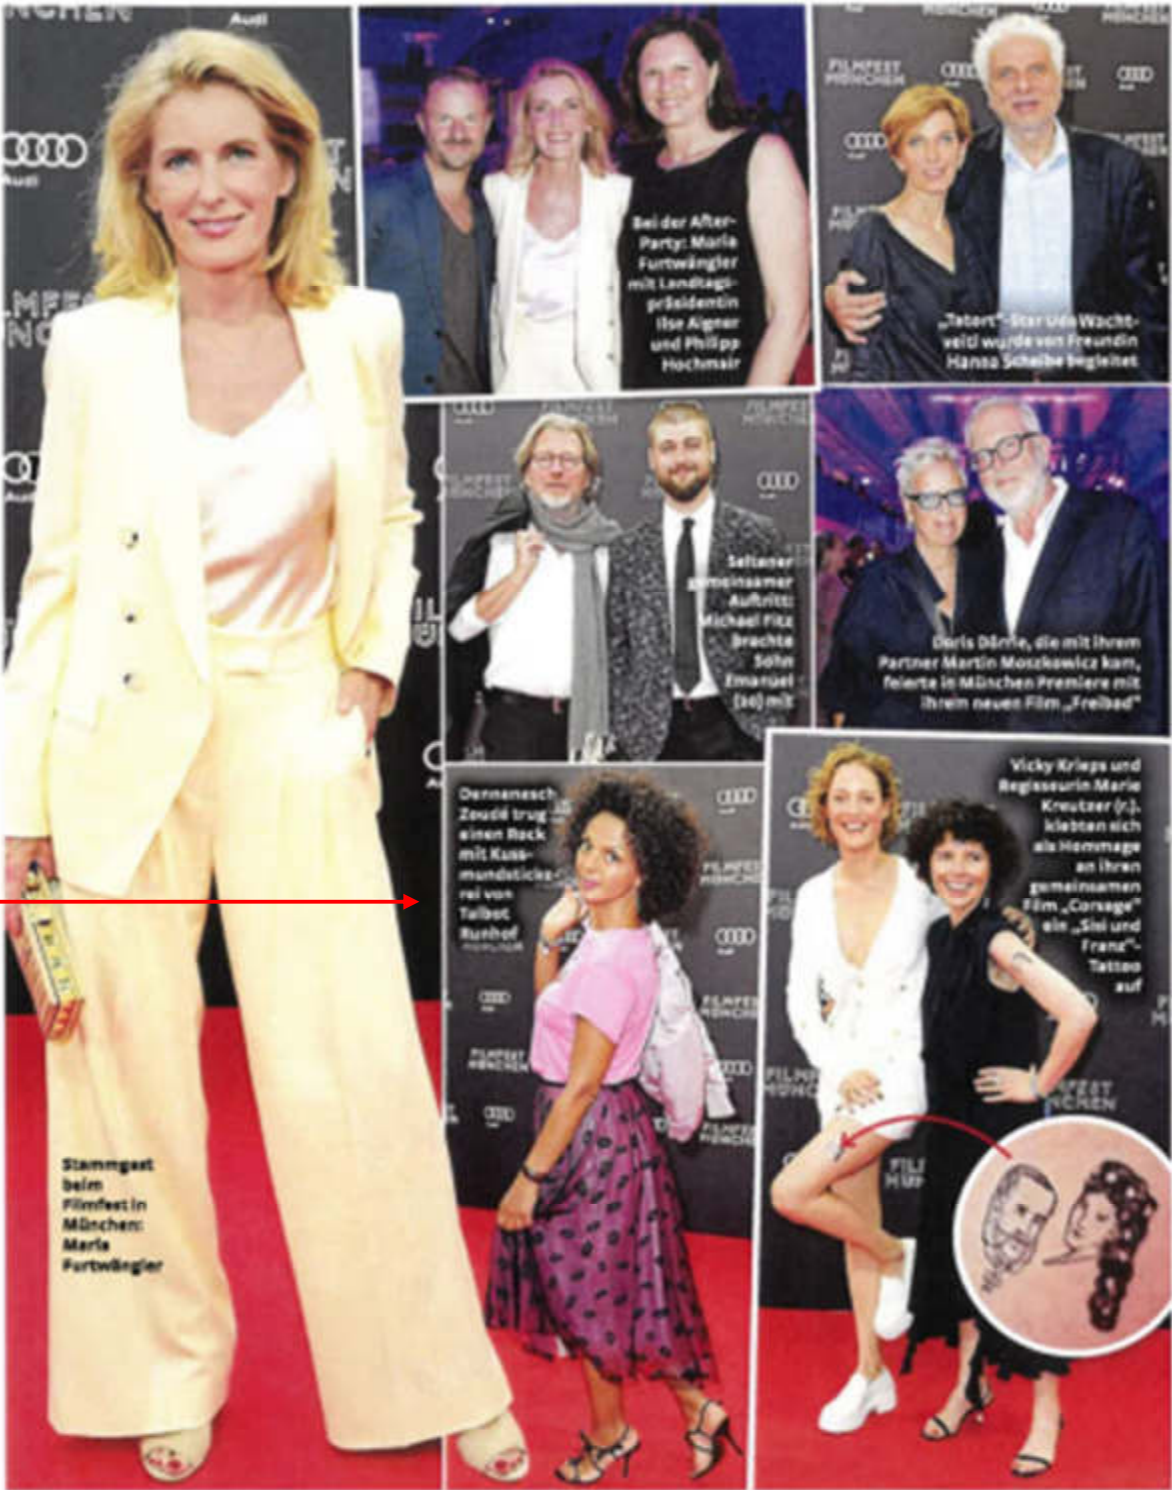 Stammgast
beim
Filmfest in
München:
Maria
Furtwängler
Bei der After-
Party: Maria
Furtwängler
mit Landtags-
präsidentin
Ilse Aigner
und Philipp
Hochmair
„Tatort“-Star Udo Wacht-
veitl wurde von Freundin
Hanna Scheibe begleitet
Seltener
gemeinsamer
Auftritt:
Michael Fitz
brachte
Sohn
Emanuel
mit
Doris Dörrie, die mit ihrem
Partner Martin Moszkowicz kam,
feierte in München Premiere mit
ihrem neuen Film „Freibad“
Dennenesch
Zoudé trug
einen Rock
mit Kuss-
mundsticke-
rei von
Talbot
Runhof
Vicky Krieps und
Regisseurin Marie
Kreutzer (r.),
klebten sich
als Hommage
an ihren
gemeinsamen
Film „Corsage“
ein „Sisi und
Franz“-
Tattoo
auf
Audi
FILMFEST
MÜNCHEN